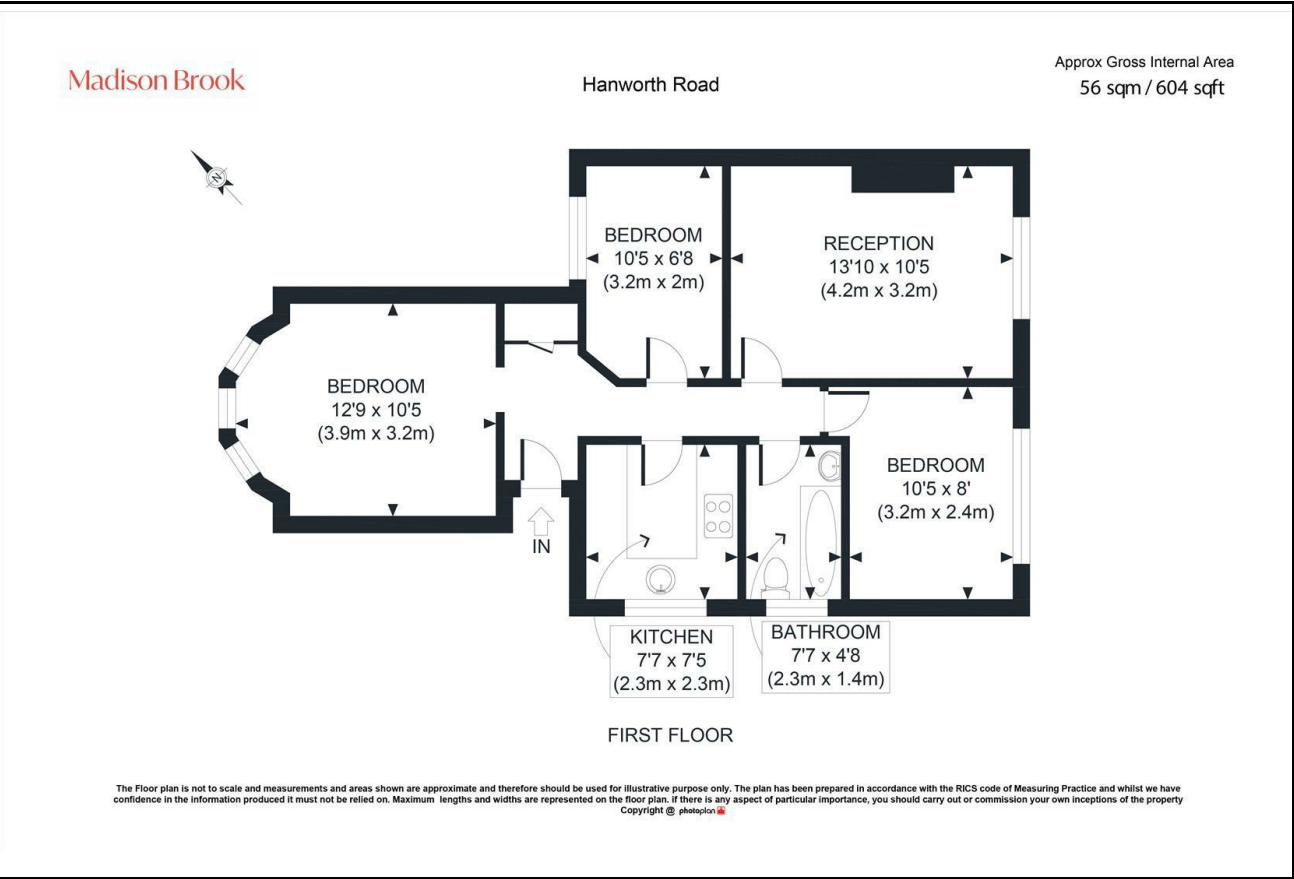 Madison Brook
Hanworth Road
Approx Gross Internal Area
56 sqm / 604 sqft
N
BEDROOM
10'5 x 6'8
(3.2m x 2m)
RECEPTION
13'10 x 10'5
(4.2m x 3.2m)
BEDROOM
12'9 x 10'5
(3.9m x 3.2m)
BEDROOM
10'5 x 8'
(3.2m x 2.4m)
IN
KITCHEN
7'7 x 7'5
(2.3m x 2.3m)
BATHROOM
7'7 x 4'8
(2.3m x 1.4m)
FIRST FLOOR
The Floor plan is not to scale and measurements and areas shown are approximate and therefore should be used for illustrative purpose only. The plan has been prepared in accordance with the RICS code of Measuring Practice and whilst we have
confidence in the information produced it must not be relied on. Maximum lengths and widths are represented on the floor plan. if there is any aspect of particular importance, you should carry out or commission your own inceptions of the property
Copyright @ photoplan